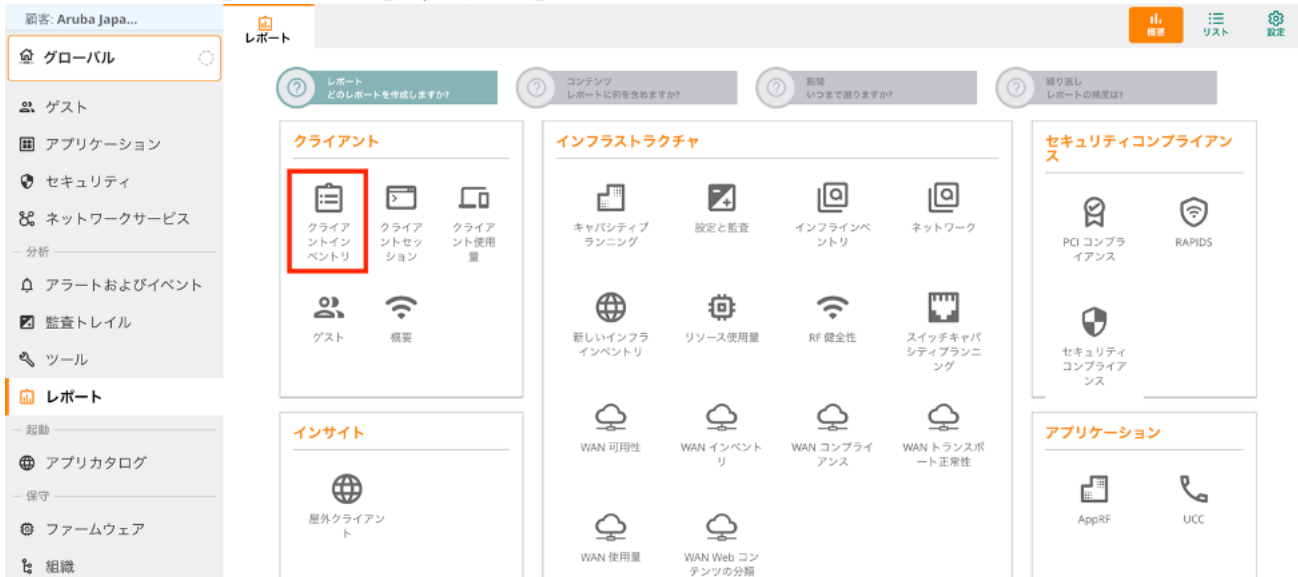 顧客: Aruba Japa...
グローバル
ゲスト
アプリケーション
セキュリティ
ネットワークサービス
分析
アラートおよびイベント
監査トレイル
ツール
レポート
起動
アプリカタログ
保守
ファームウェア
組織
レポート
概要
リスト
設定
レポート
どのレポートを作成しますか?
コンテンツ
レポートに何を含めますか?
期間
いつまで遡りますか?
繰り返し
レポートの頻度は?
クライアント
クライア
ントイン
ベントリ
クライア
ントセッ
ション
クライア
ント使用
量
ゲスト
概要
インサイト
屋外クライアン
ト
インフラストラクチャ
キャパシティプ
ランニング
設定と監査
インフラインベ
ントリ
ネットワーク
新しいインフラ
インベントリ
リソース使用量
RF 健全性
スイッチキャパ
シティプランニ
ング
WAN 可用性
WAN インベント
リ
WAN コンプライ
アンス
WAN トランスポ
ート正常性
WAN 使用量
WAN Web コン
テンツの分類
セキュリティコンプライアン
ス
PCI コンプラ
イアンス
RAPIDS
セキュリティ
コンプライア
ンス
アプリケーション
AppRF
UCC